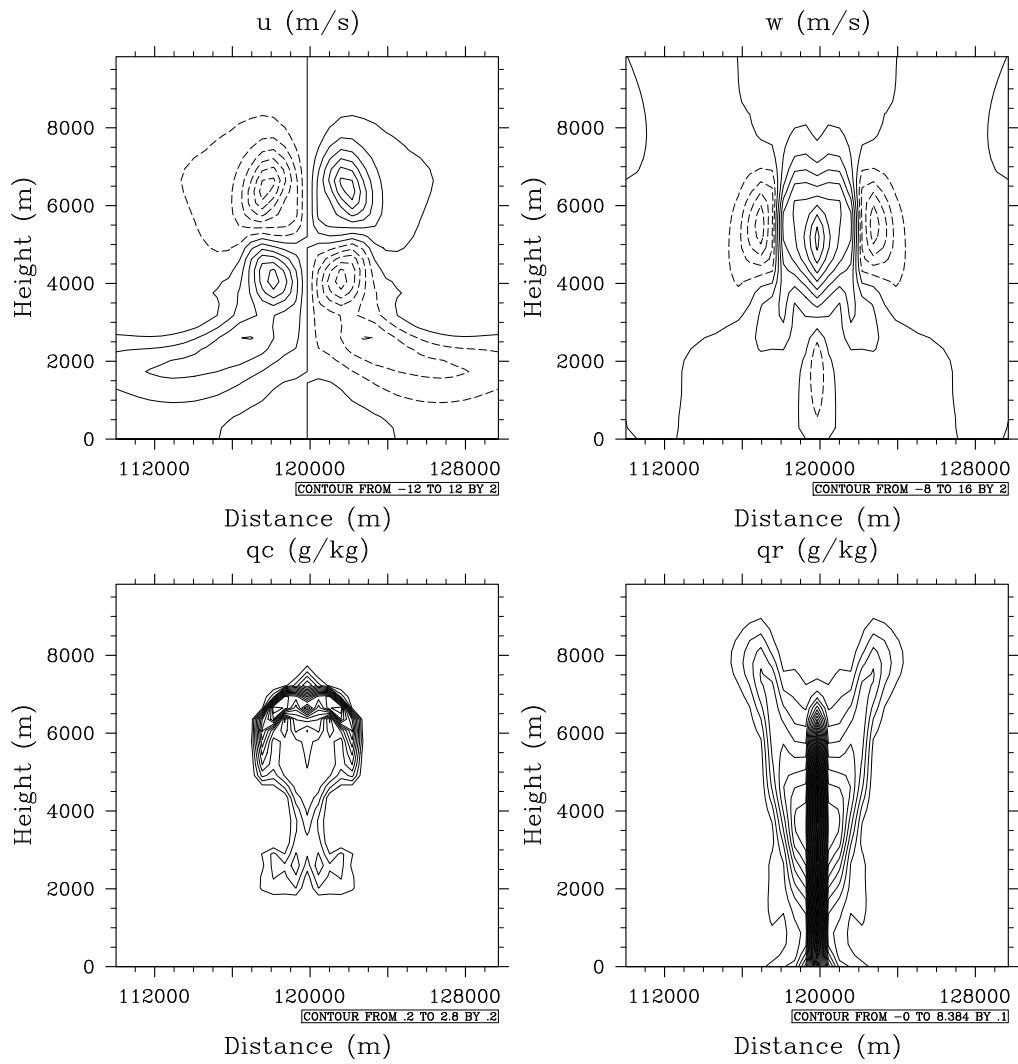 u (m/s)
w (m/s)
8000
6000
4000
2000
0
Height (m)
112000 120000 128000
CONTOUR FROM -12 TO 12 BY 2
Distance (m)
8000
6000
4000
2000
0
Height (m)
112000 120000 128000
CONTOUR FROM -8 TO 16 BY 2
Distance (m)
qc (g/kg)
qr (g/kg)
8000
6000
4000
2000
0
Height (m)
112000 120000 128000
CONTOUR FROM .2 TO 2.8 BY .2
Distance (m)
8000
6000
4000
2000
0
Height (m)
112000 120000 128000
CONTOUR FROM -0 TO 8.384 BY .1
Distance (m)